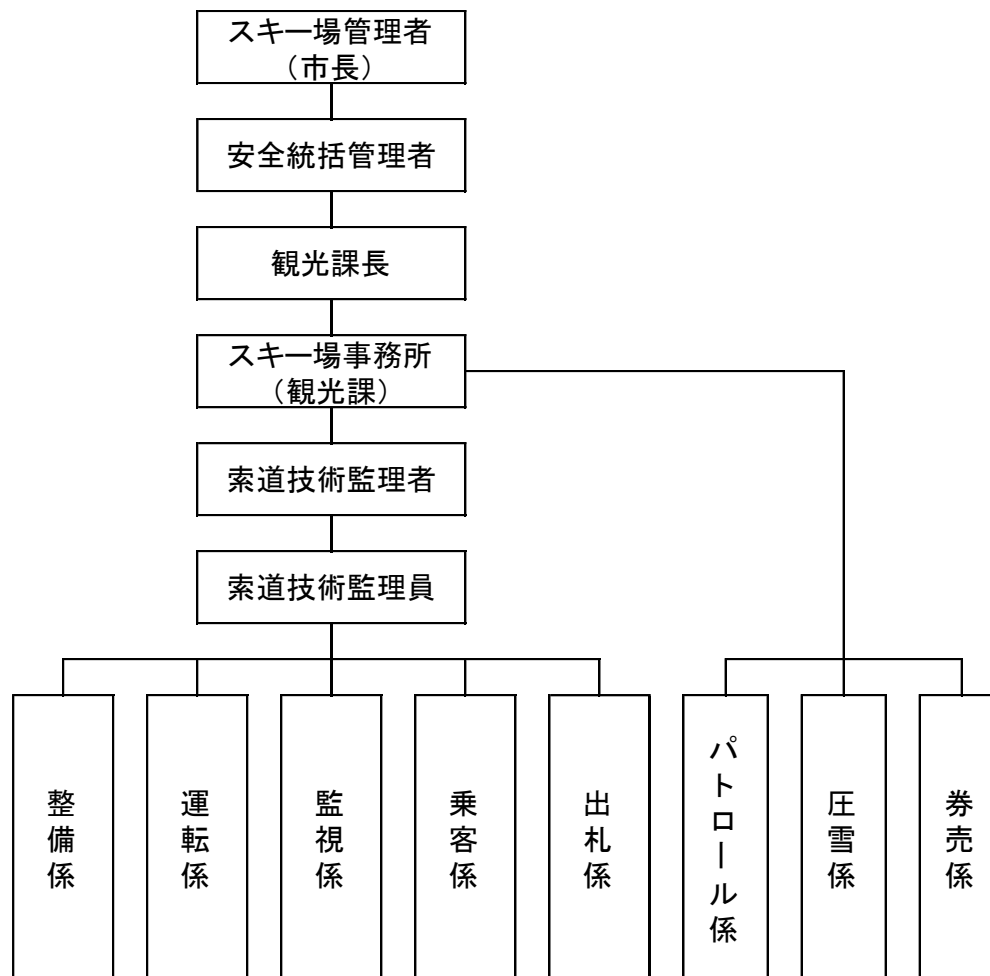 スキー場管理者
（市長）
安全統括管理者
観光課長
スキー場事務所
（観光課）
索道技術監理者
索道技術監理員
整備係
運転係
監視係
乗客係
出札係
パトロール係
圧雪係
券売係